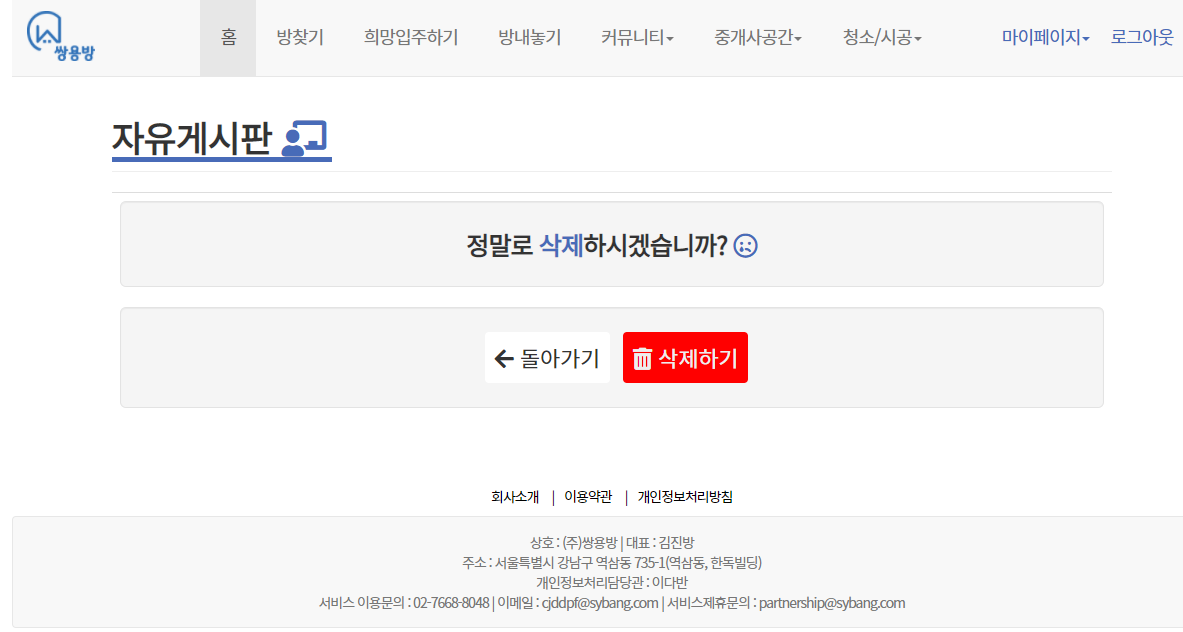 쌍용방
홈 방찾기 희망입주하기 방내놓기 커뮤니티 중개사공간 청소/시공 마이페이지 로그아웃
자유게시판
정말로 삭제하시겠습니까?
돌아가기 삭제하기
회사소개 | 이용약관 | 개인정보처리방침
상호 : (주)쌍용방 | 대표 : 김진방
주소 : 서울특별시 강남구 역삼동 735-1(역삼동, 한독빌딩)
개인정보처리담당관 : 이다반
서비스 이용문의 : 02-7668-8048 | 이메일 : cjddpf@sybang.com | 서비스제휴문의 : partnership@sybang.com